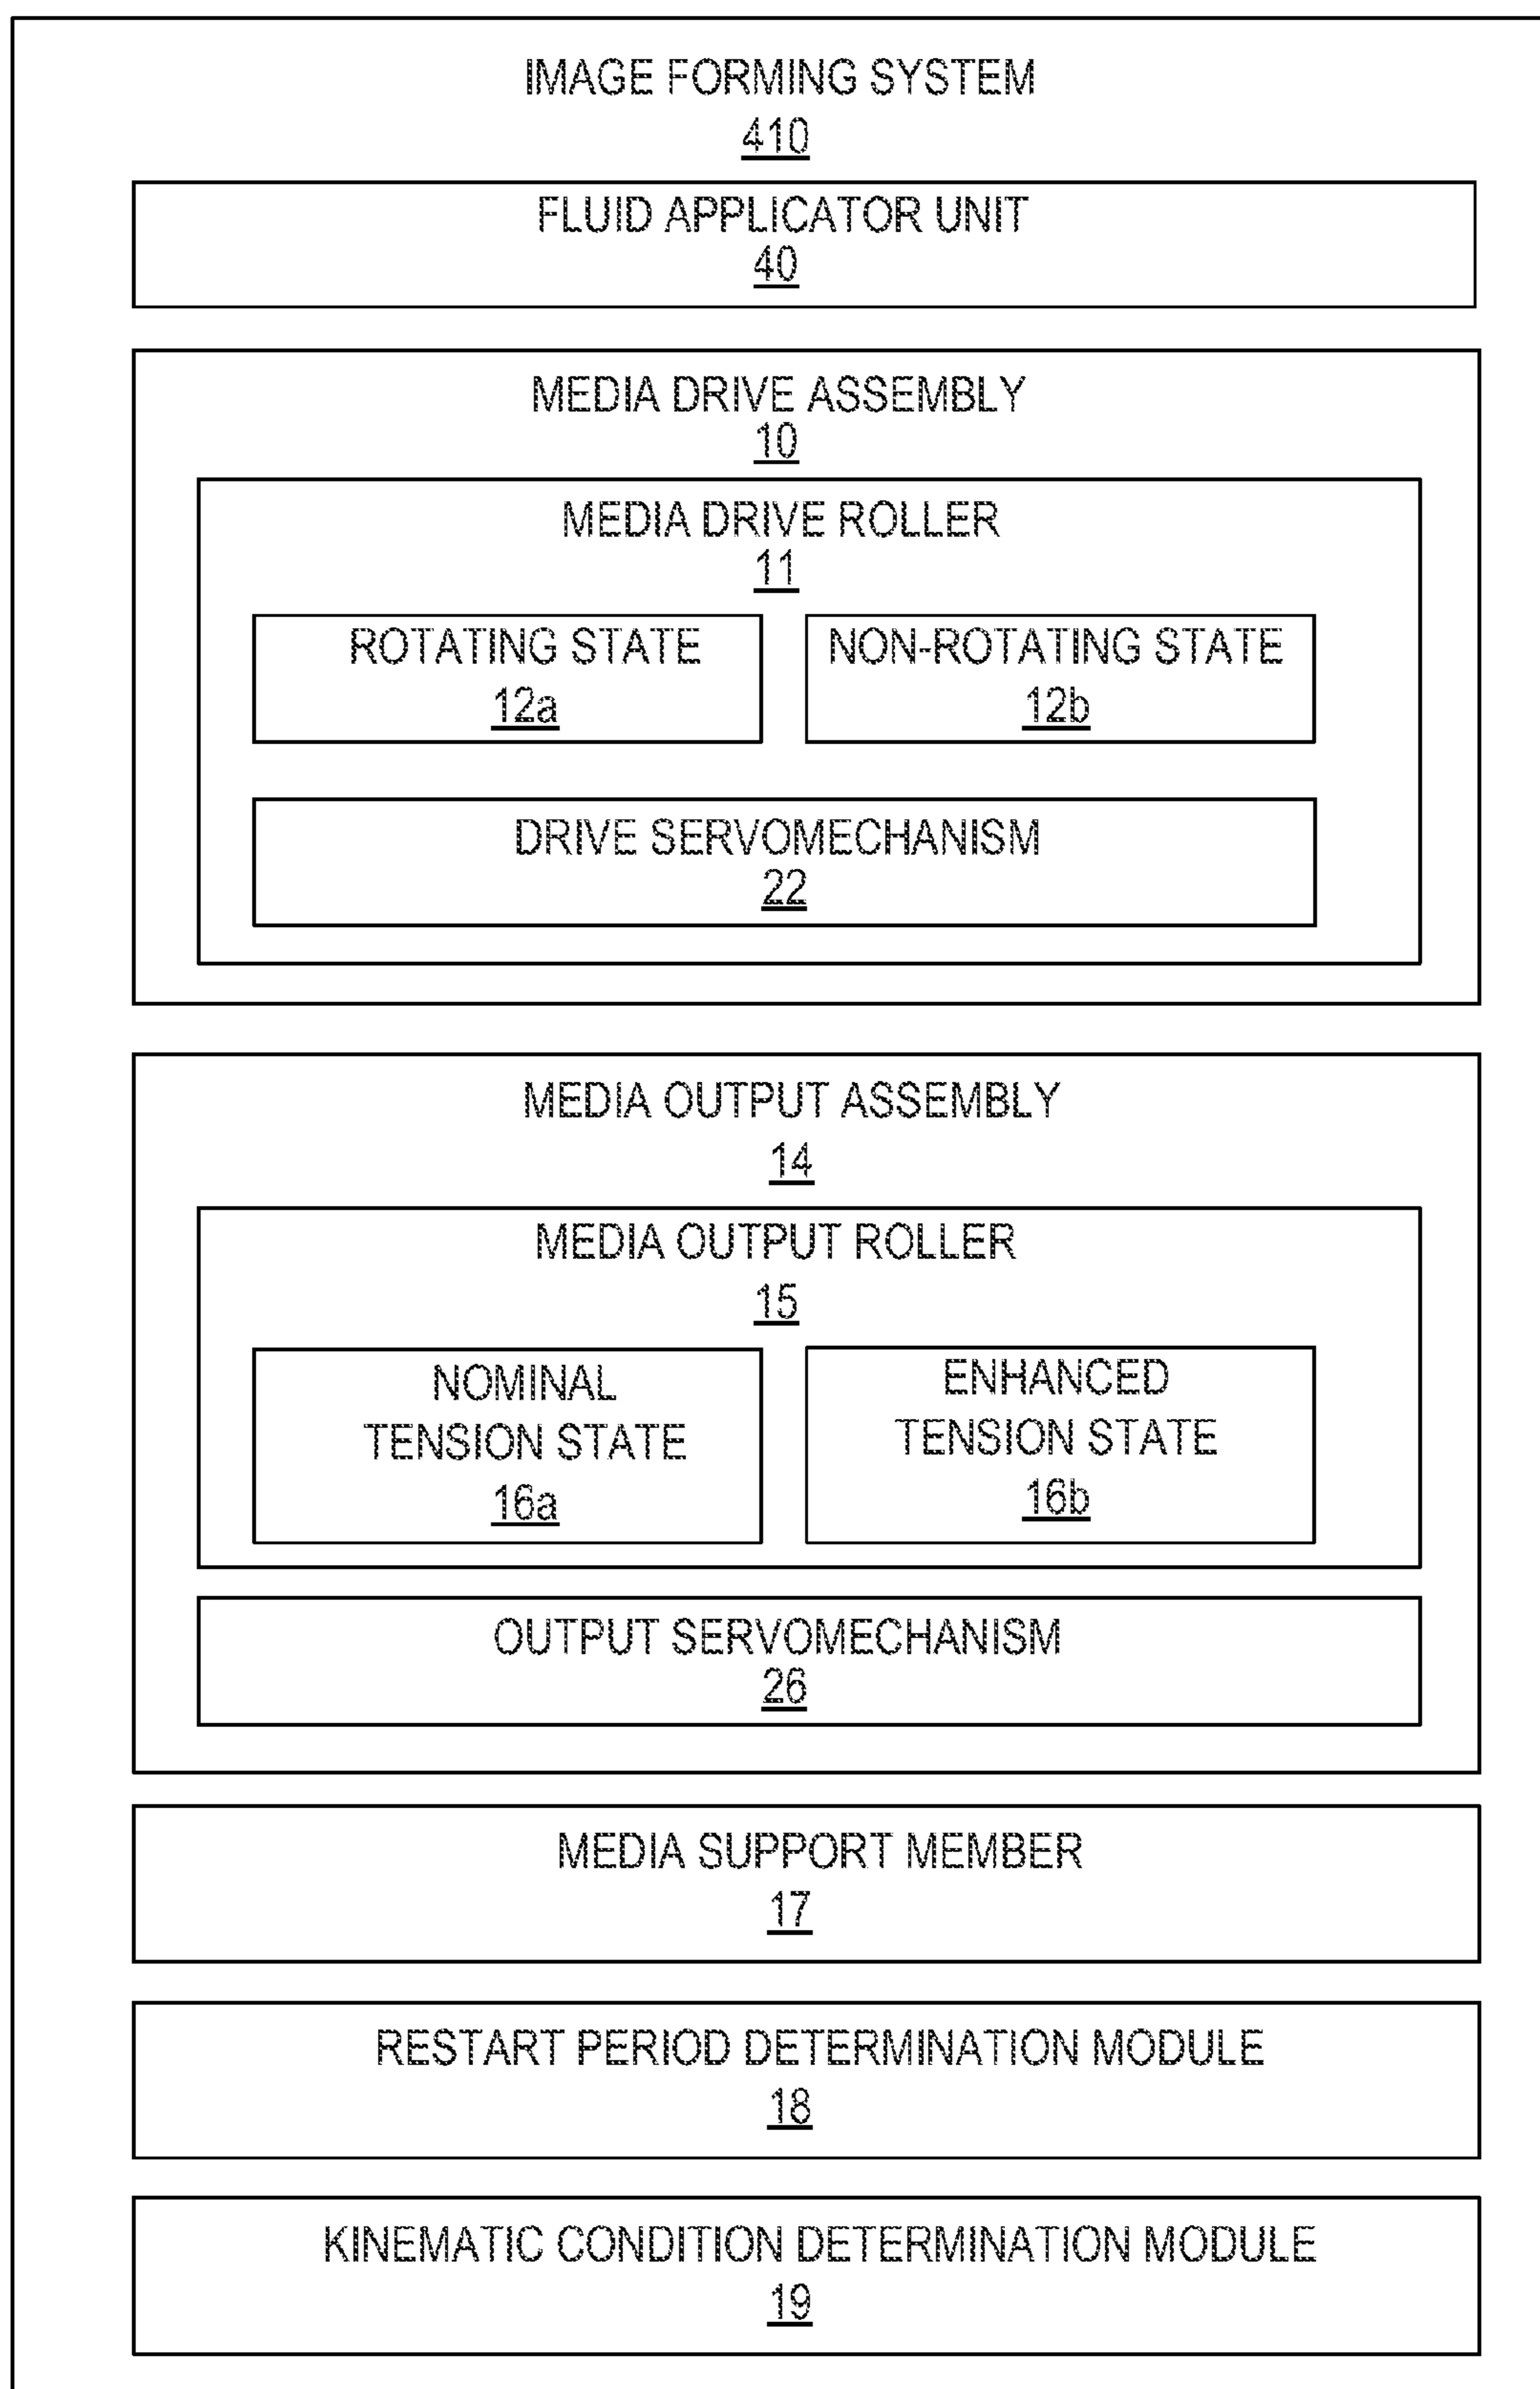 IMAGE FORMING SYSTEM
410
FLUID APPLICATOR UNIT
40
MEDIA DRIVE ASSEMBLY
10
MEDIA DRIVE ROLLER
11
ROTATING STATE
12a
NON-ROTATING STATE
12b
DRIVE SERVOMECHANISM
22
MEDIA OUTPUT ASSEMBLY
14
MEDIA OUTPUT ROLLER
15
NOMINAL
TENSION STATE
16a
ENHANCED
TENSION STATE
16b
OUTPUT SERVOMECHANISM
26
MEDIA SUPPORT MEMBER
17
RESTART PERIOD DETERMINATION MODULE
18
KINEMATIC CONDITION DETERMINATION MODULE
19